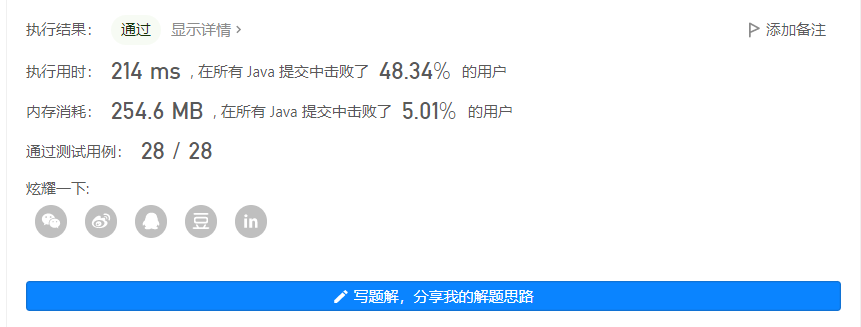 执行结果： 通过 显示详情 > 添加备注
执行用时： 214 ms , 在所有 Java 提交中击败了 48.34% 的用户
内存消耗： 254.6 MB , 在所有 Java 提交中击败了 5.01% 的用户
通过测试用例： 28 / 28
炫耀一下:
豆 in
写题解，分享我的解题思路